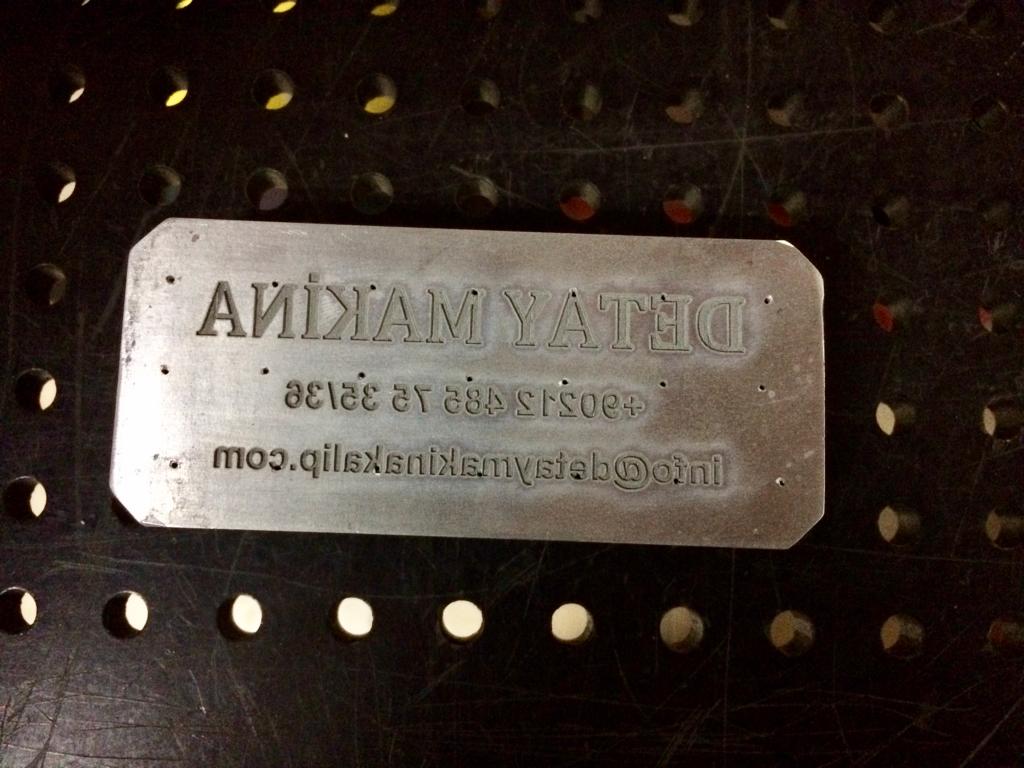 DETAY MAKİNA
+90212 485 75 35/36
info@detaymakinakalip.com